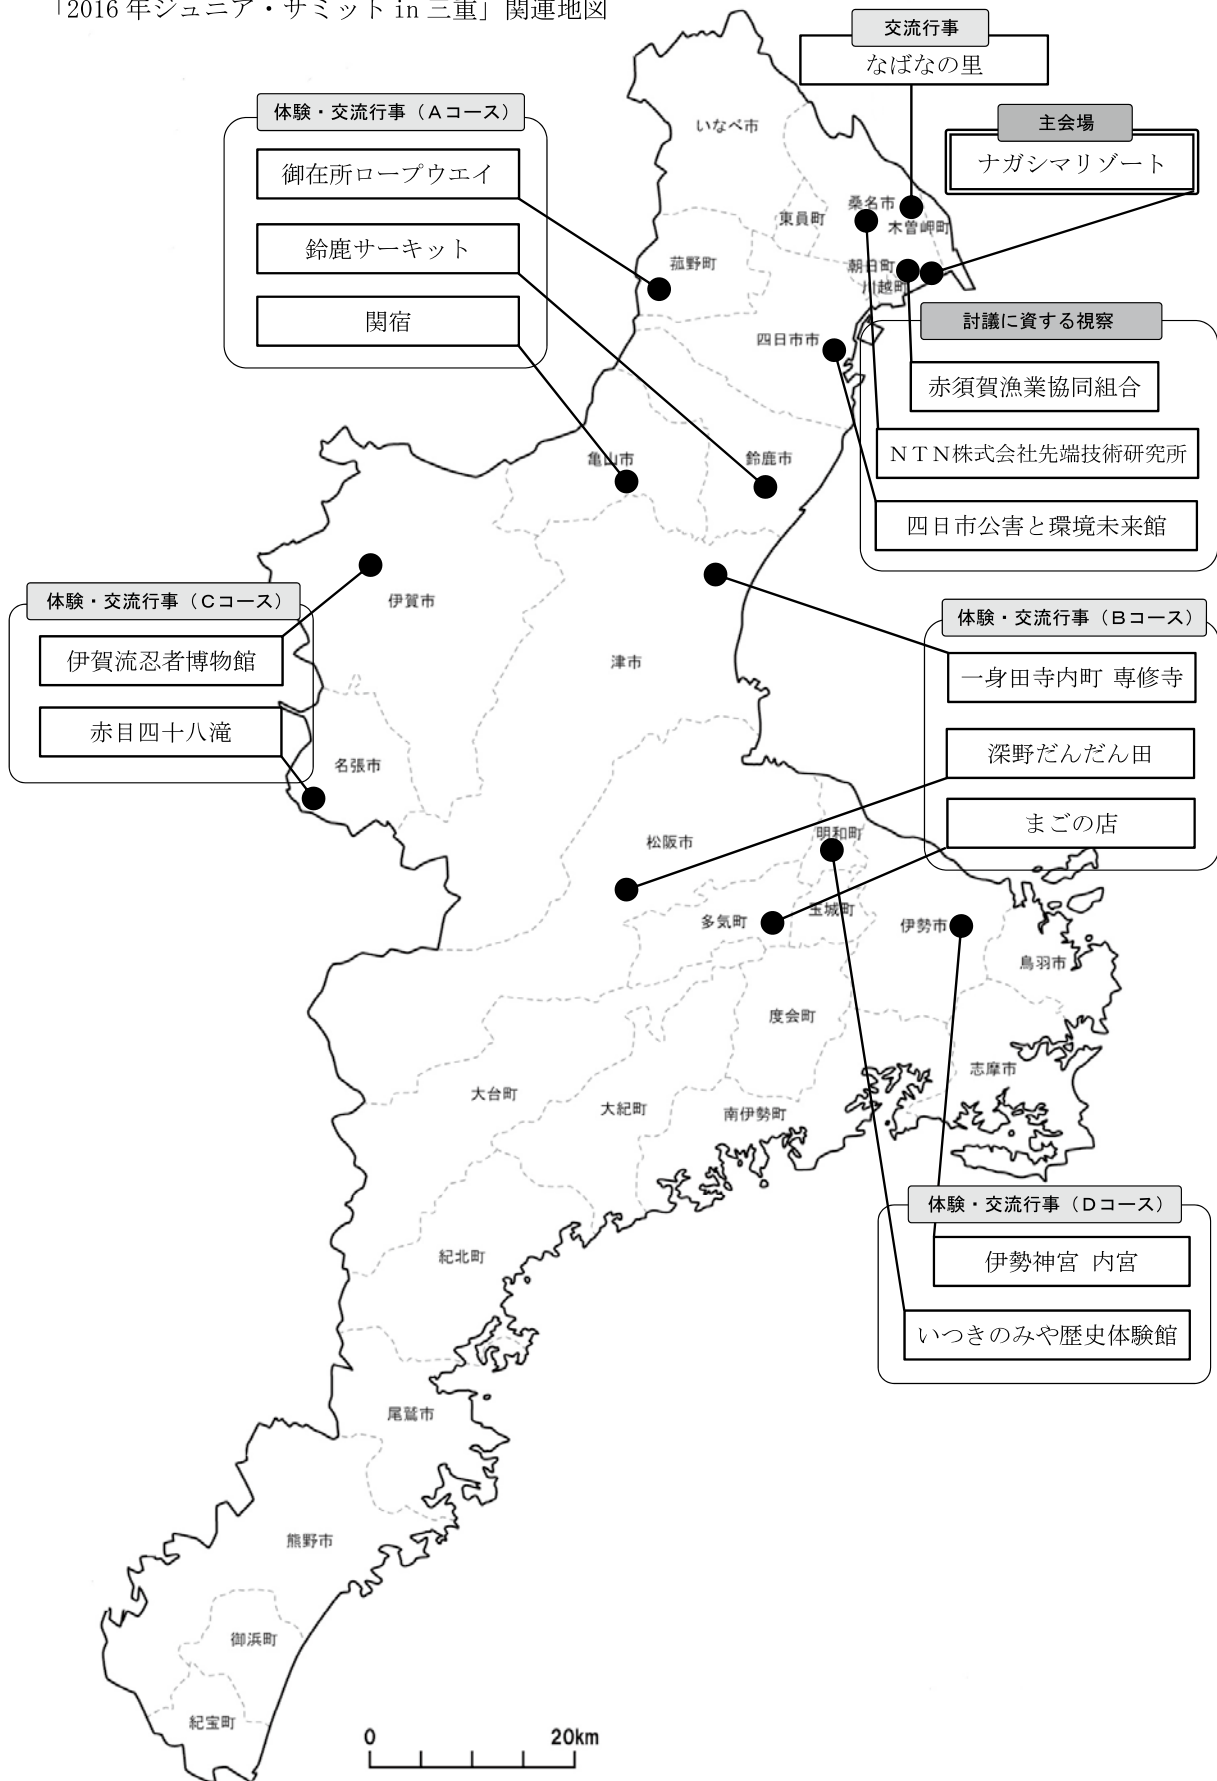 「2016 年ジュニア・サミット in 三重」関連地図
交流行事
なばなの里
体験・交流行事（Aコース）
御在所ロープウエイ
鈴鹿サーキット
関宿
主会場
ナガシマリゾート
いなべ市
東員町
桑名市
木曽岬町
菰野町
朝日町
川越町
四日市市
討議に資する視察
赤須賀漁業協同組合
ＮＴＮ株式会社先端技術研究所
四日市公害と環境未来館
亀山市
鈴鹿市
体験・交流行事（Cコース）
伊賀流忍者博物館
赤目四十八滝
伊賀市
津市
名張市
体験・交流行事（Bコース）
一身田寺内町 専修寺
深野だんだん田
まごの店
松阪市
明和町
多気町
玉城町
伊勢市
鳥羽市
度会町
志摩市
大台町
大紀町
南伊勢町
体験・交流行事（Dコース）
伊勢神宮 内宮
いつきのみや歴史体験館
紀北町
尾鷲市
熊野市
御浜町
紀宝町
0 20km